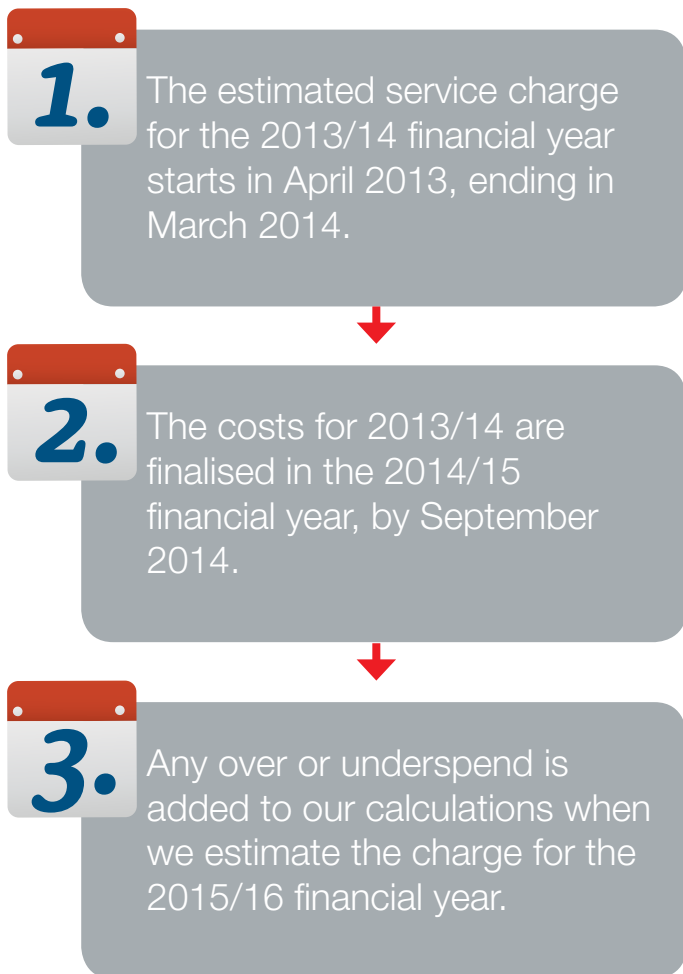 1.
The estimated service charge
for the 2013/14 financial year
starts in April 2013, ending in
March 2014.
2.
The costs for 2013/14 are
finalised in the 2014/15
financial year, by September
2014.
3.
Any over or underspend is
added to our calculations when
we estimate the charge for the
2015/16 financial year.